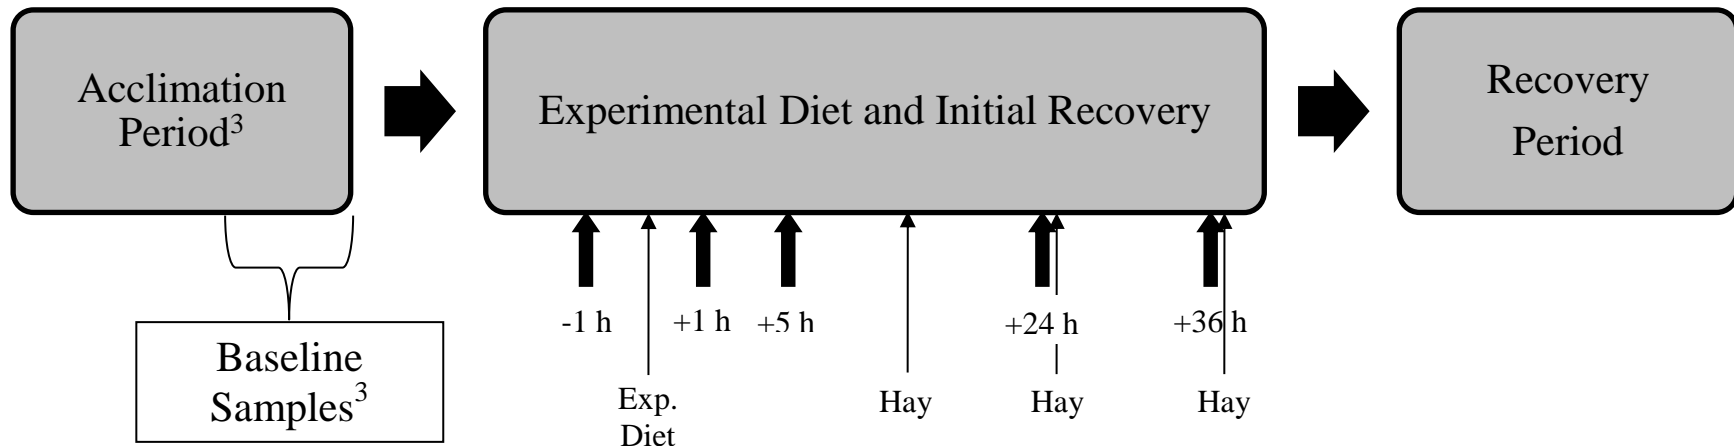 Acclimation
Period³
Experimental Diet and Initial Recovery
Recovery
Period
-1 h
+1 h
+5 h
+24 h
+36 h
Baseline
Samples³
Exp.
Diet
Hay
Hay
Hay